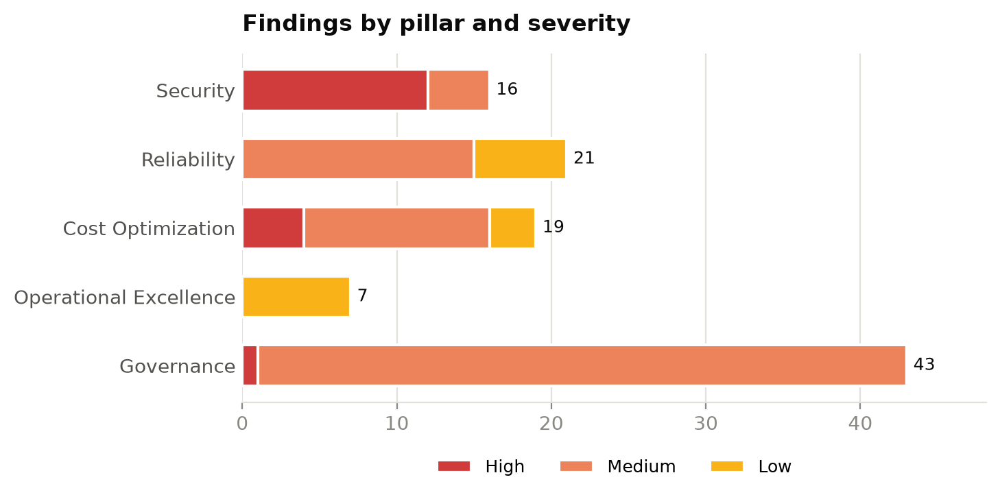 Findings by pillar and severity
Security
16
Reliability
21
Cost Optimization
19
Operational Excellence
7
Governance
43
0 10 20 30 40
High Medium Low